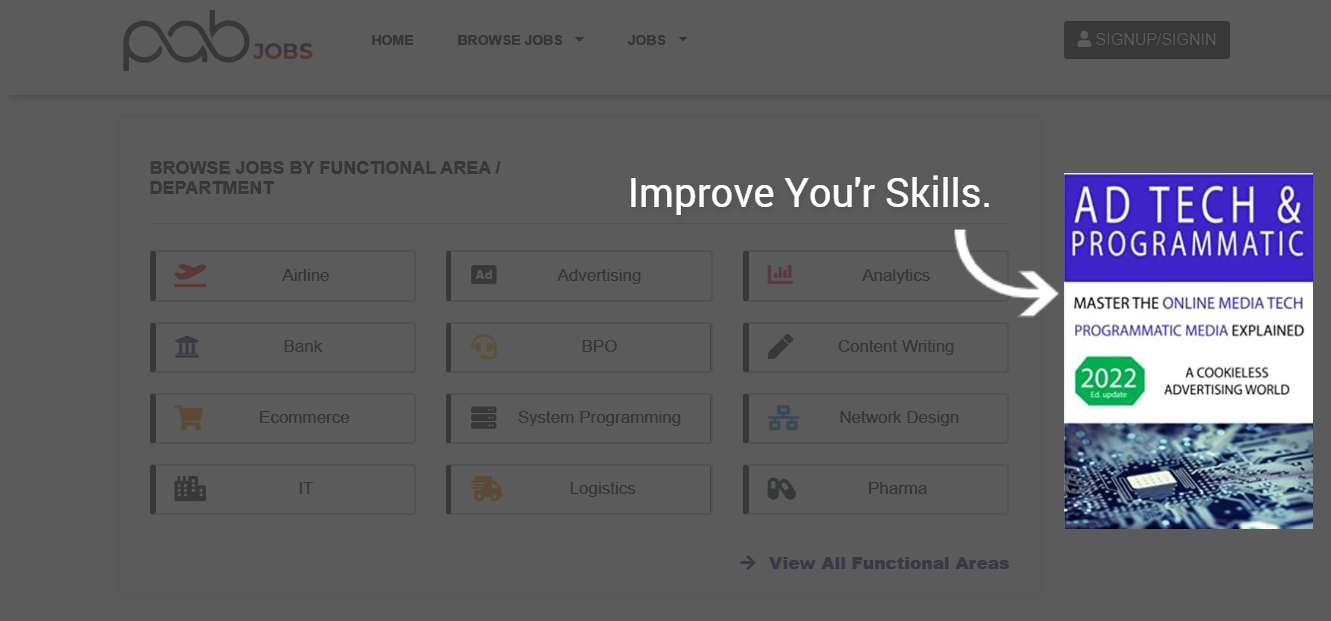 pab JOBS
HOME
BROWSE JOBS
JOBS
SIGNUP/SIGNIN
BROWSE JOBS BY FUNCTIONAL AREA /
DEPARTMENT
Improve You'r Skills.
Airline
Ad
Advertising
Analytics
Bank
BPO
Content Writing
Ecommerce
System Programming
Network Design
IT
Logistics
Pharma
View All Functional Areas
AD TECH &
PROGRAMMATIC
MASTER THE ONLINE MEDIA TECH
PROGRAMMATIC MEDIA EXPLAINED
2022
Ed. update
A COOKIELESS
ADVERTISING WORLD